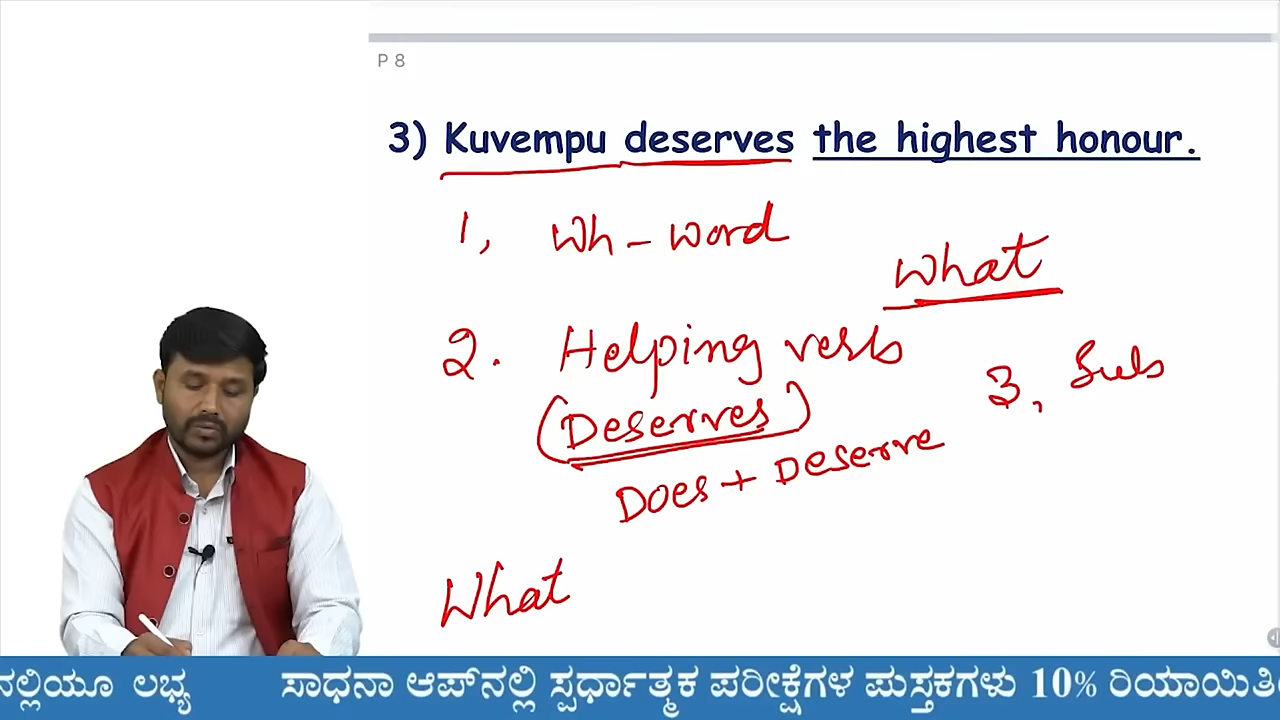 P 8
3) Kuvempu deserves the highest honour.
1, Wh - word
What
2. Helping verb
3, Sub
(Deserves)
Does + Deserve
What
ನಲ್ಲಿಯೂ ಲಭ್ಯ ಸಾಧನಾ ಆಪ್‌ನಲ್ಲಿ ಸ್ಪರ್ಧಾತ್ಮಕ ಪರೀಕ್ಷೆಗಳ ಪುಸ್ತಕಗಳು 10% ರಿಯಾಯಿತಿ